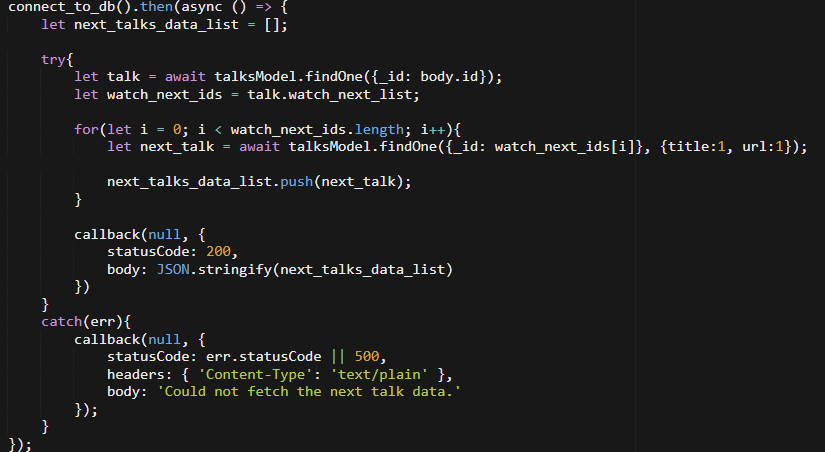 connect_to_db().then(async () => {
    let next_talks_data_list = [];

    try{
        let talk = await talksModel.findOne({_id: body.id});
        let watch_next_ids = talk.watch_next_list;

        for(let i = 0; i < watch_next_ids.length; i++){
            let next_talk = await talksModel.findOne({_id: watch_next_ids[i]}, {title:1, url:1});

            next_talks_data_list.push(next_talk);
        }

        callback(null, {
            statusCode: 200,
            body: JSON.stringify(next_talks_data_list)
        })
    }
    catch(err){
        callback(null, {
            statusCode: err.statusCode || 500,
            headers: { 'Content-Type': 'text/plain' },
            body: 'Could not fetch the next talk data.'
        });
    }
});